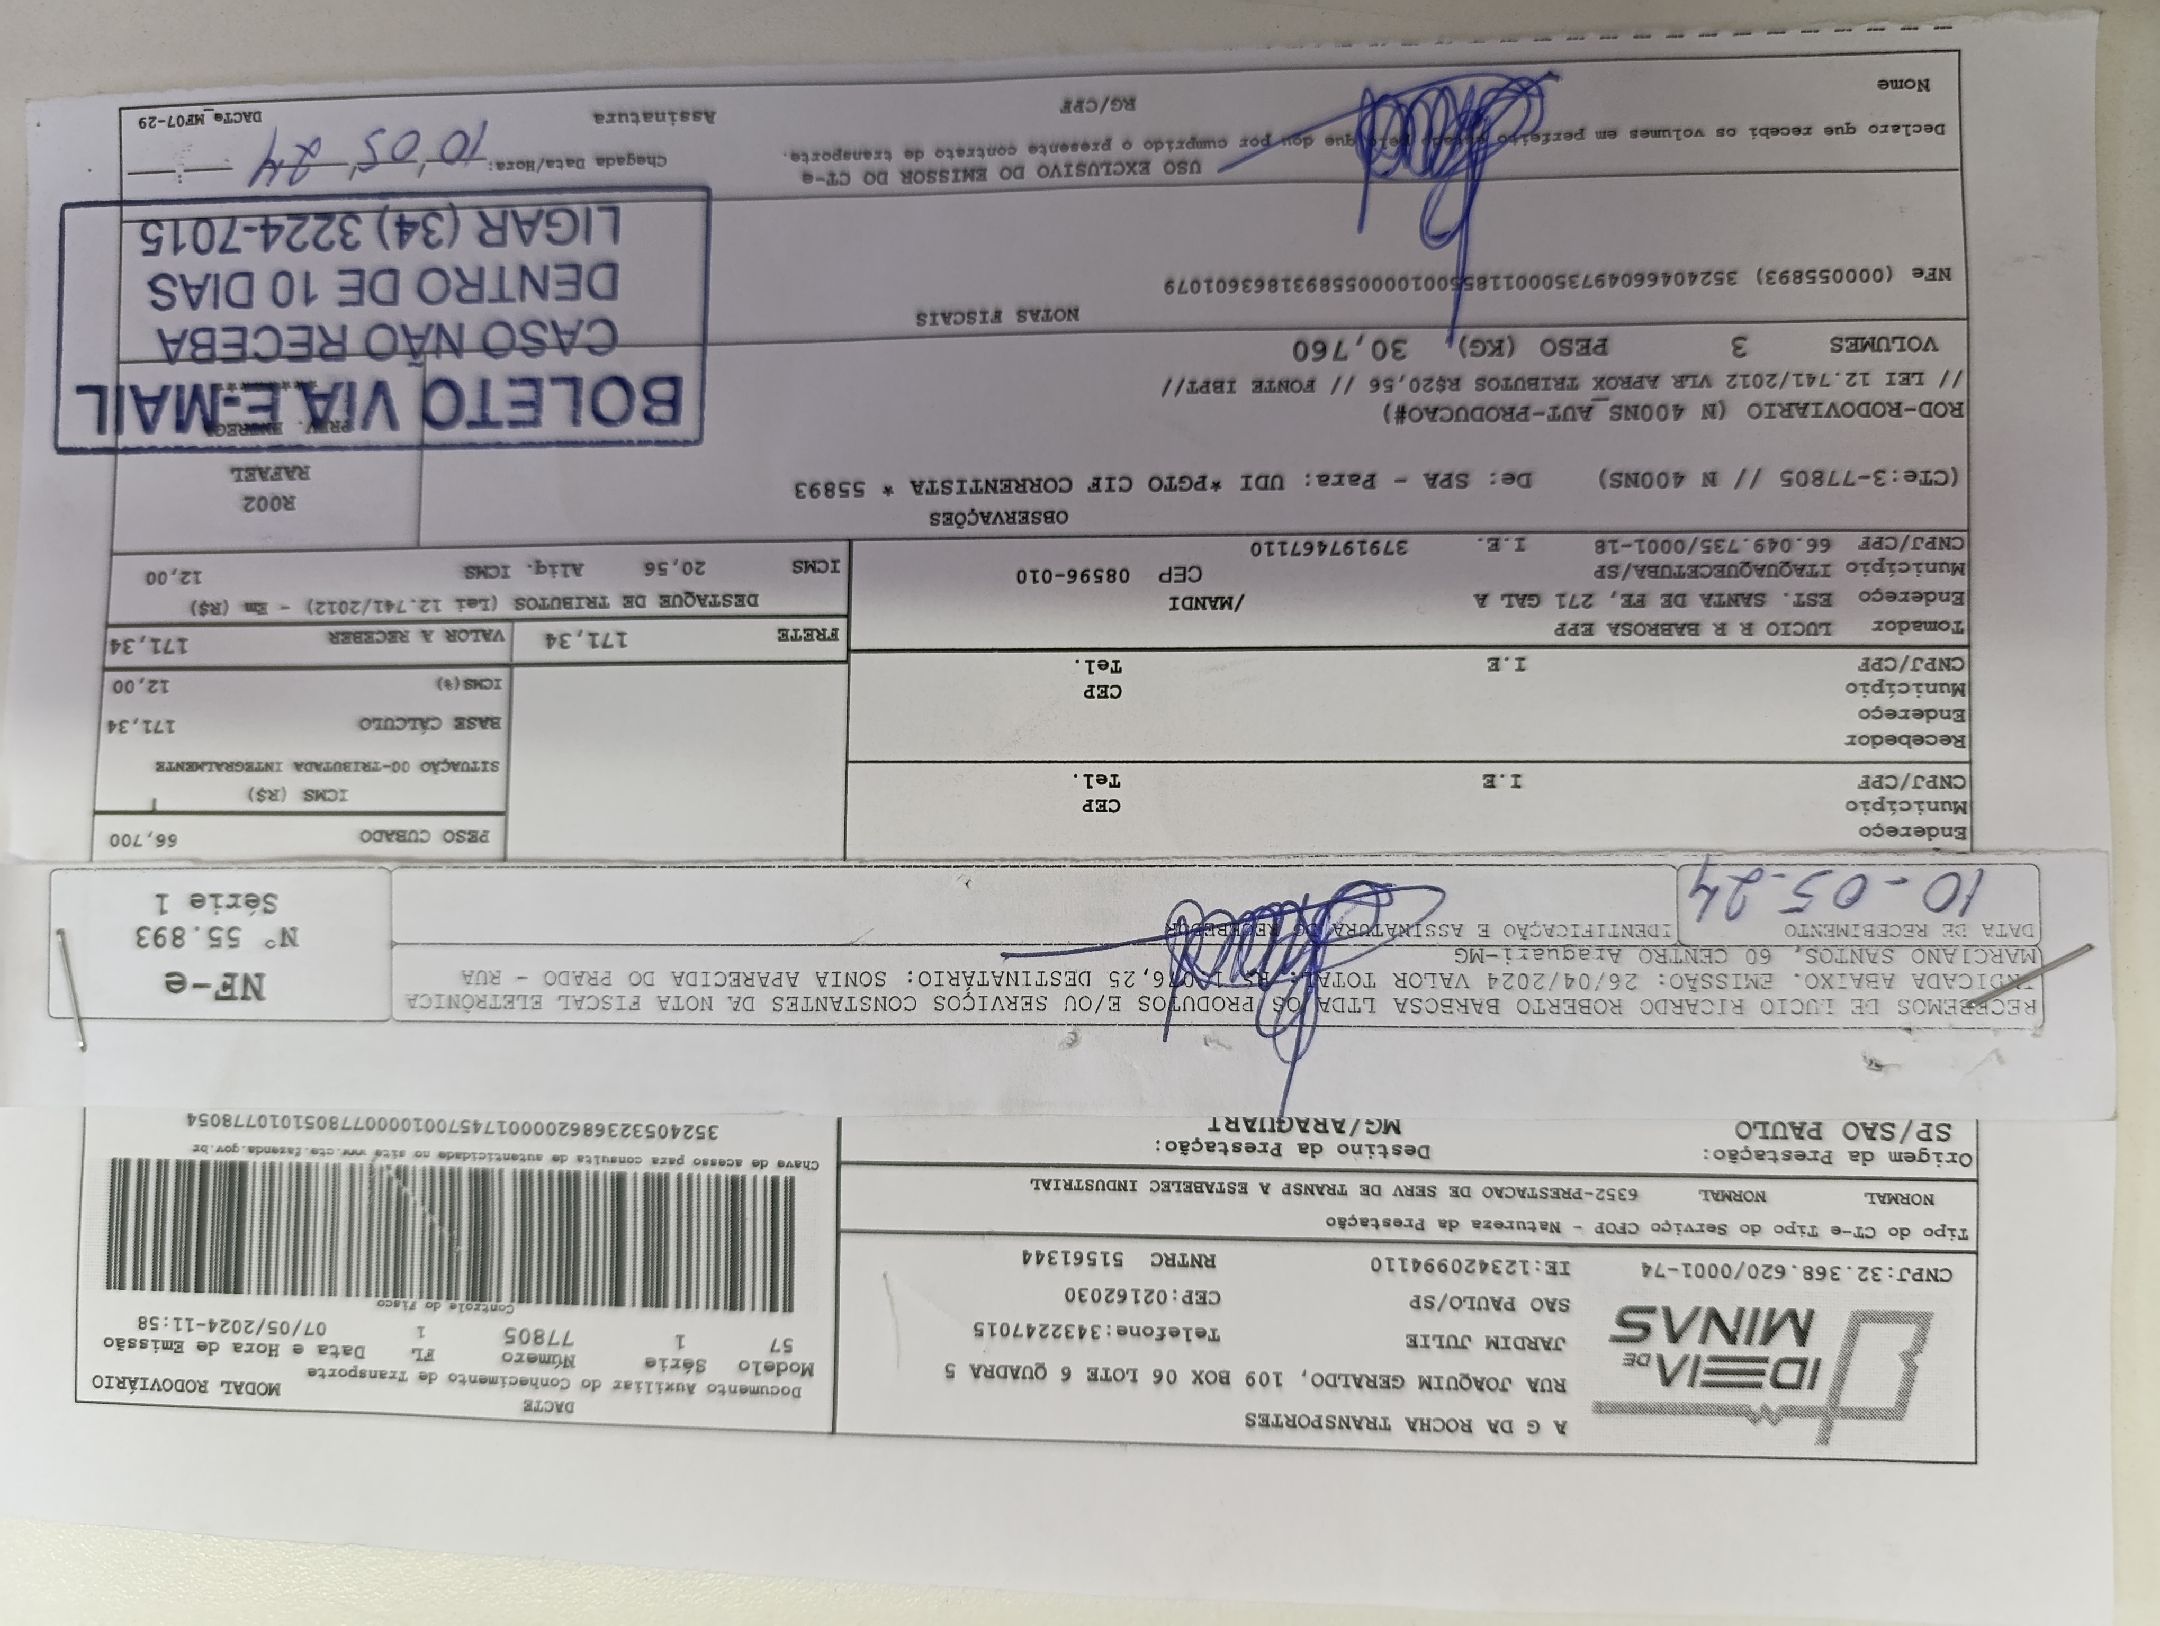 IDEIA DE MINAS
A G DA ROCHA TRANSPORTES
RUA JOAQUIM GERALDO, 109 BOX 06 LOTE 6 QUADRA 5
JARDIM JULIE Telefone:3432247015
SAO PAULO/SP CEP:02162030
CNPJ:32.368.620/0001-74 IE:123420994110 RNTRC 51561344
Tipo do CT-e Tipo do Serviço CFOP - Natureza da Prestação
NORMAL NORMAL 6352-PRESTACAO DE SERV DE TRANSP A ESTABELEC INDUSTRIAL
Origem da Prestação: Destino da Prestação:
SP/SAO PAULO MG/ARAGUARI
DACTE
Documento Auxiliar do Conhecimento de Transporte
MODAL RODOVIÁRIO
Modelo Série Número FL Data e Hora de Emissão
57 1 77805 1 07/05/2024-11:58
Controle do Fisco
Chave de acesso para consulta de autenticidade no site www.cte.fazenda.gov.br
35240532368620000174570010000778051010778054
RECEBEMOS DE LUCIO RICARDO ROBERTO BARBOSA LTDA OS PRODUTOS E/OU SERVIÇOS CONSTANTES DA NOTA FISCAL ELETRÔNICA
INDICADA ABAIXO. EMISSÃO: 26/04/2024 VALOR TOTAL: R$ 1.076,25 DESTINATÁRIO: SONIA APARECIDA DO PRADO - RUA
MARCIANO SANTOS, 60 CENTRO Araguari-MG
DATA DE RECEBIMENTO
10-05-24
IDENTIFICAÇÃO E ASSINATURA DO RECEBEDOR
NF-e
Nº 55.893
Série 1
Endereço
Município CEP
CNPJ/CPF I.E Tel.
Recebedor
Endereço
Município CEP
CNPJ/CPF I.E Tel.
Tomador LUCIO R R BABROSA EPP
Endereço EST. SANTA DE FE, 271 GAL A /MANDI
Município ITAQUAQUECETUBA/SP CEP 08596-010
CNPJ/CPF 66.049.735/0001-18 I.E. 379197467110
PESO CUBADO 66,700
ICMS (R$)
SITUAÇÃO 00-TRIBUTADA INTEGRALMENTE
BASE CÁLCULO 171,34
ICMS(%) 12,00
FRETE 171,34 VALOR A RECEBER 171,34
DESTAQUE DE TRIBUTOS (Lei 12.741/2012) - Em (R$)
ICMS 20,56 Aliq. ICMS 12,00
OBSERVAÇÕES
(CTe:3-77805 // N 400NS) De: SPA - Para: UDI *PGTO CIF CORRENTISTA * 55893
ROD-RODOVIARIO (N 400NS_AUT-PRODUCAO#)
// LEI 12.741/2012 VLR APROX TRIBUTOS R$20,56 // FONTE IBPT//
R002
RAFAEL
PREV. ENTREGA
VOLUMES 3 PESO (KG) 30,760
NOTAS FISCAIS
NFe (000055893) 35240466049735000118550010000558931863601079
BOLETO VIA E-MAIL
CASO NÃO RECEBA
DENTRO DE 10 DIAS
LIGAR (34) 3224-7015
USO EXCLUSIVO DO EMISSOR DO CT-e
Declaro que recebi os volumes em perfeito estado pelo que dou por cumprido o presente contrato de transporte.
Chegada Data/Hora: 10/05/24
Nome RG/CPF Assinatura
DACTe_MF07-29